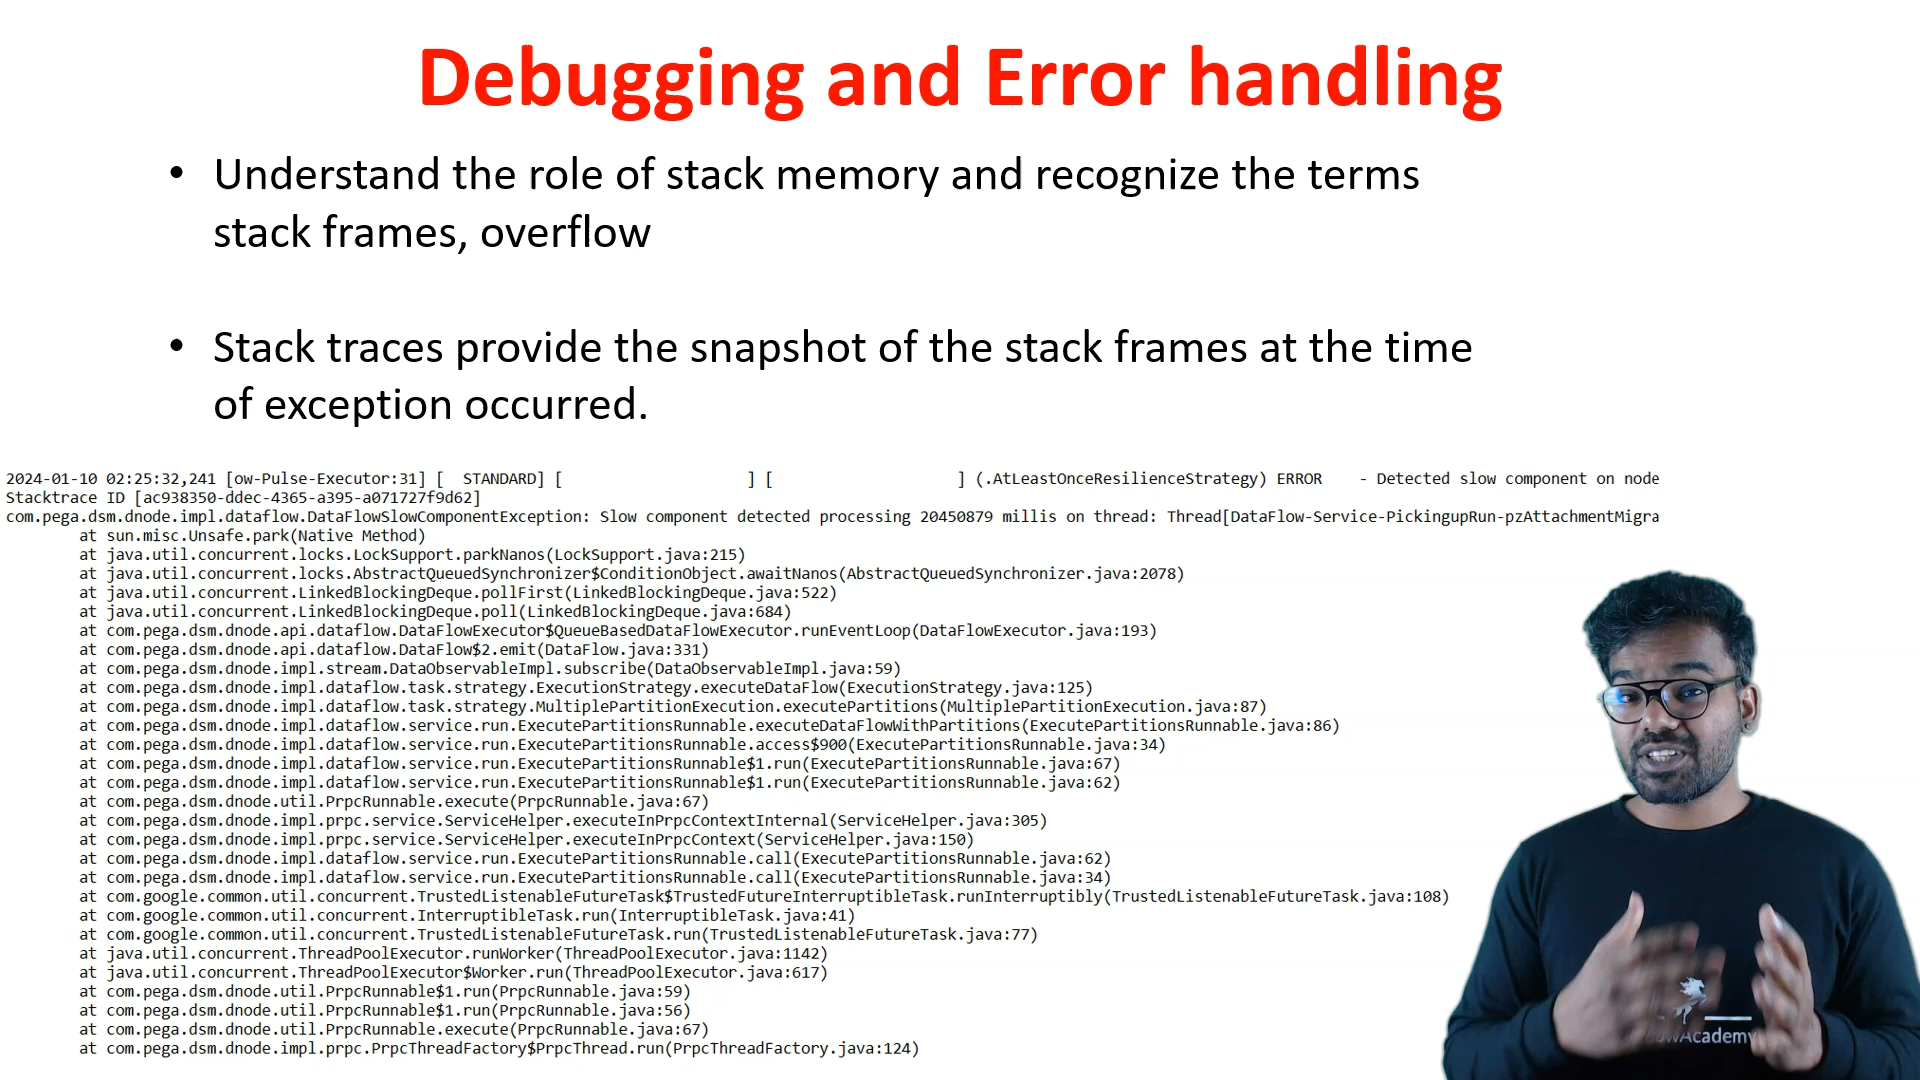 Debugging and Error handling
• Understand the role of stack memory and recognize the terms
stack frames, overflow
• Stack traces provide the snapshot of the stack frames at the time
of exception occurred.
2024-01-10 02:25:32,241 [ow-Pulse-Executor:31] [  STANDARD] [                    ] [                    ] (.AtLeastOnceResilienceStrategy) ERROR    - Detected slow component on node
Stacktrace ID [ac938350-ddec-4365-a395-a071727f9d62]
com.pega.dsm.dnode.impl.dataflow.DataFlowSlowComponentException: Slow component detected processing 20450879 millis on thread: Thread[DataFlow-Service-PickingupRun-pzAttachmentMigra
at sun.misc.Unsafe.park(Native Method)
at java.util.concurrent.locks.LockSupport.parkNanos(LockSupport.java:215)
at java.util.concurrent.locks.AbstractQueuedSynchronizer$ConditionObject.awaitNanos(AbstractQueuedSynchronizer.java:2078)
at java.util.concurrent.LinkedBlockingDeque.pollFirst(LinkedBlockingDeque.java:522)
at java.util.concurrent.LinkedBlockingDeque.poll(LinkedBlockingDeque.java:684)
at com.pega.dsm.dnode.api.dataflow.DataFlowExecutor$QueueBasedDataFlowExecutor.runEventLoop(DataFlowExecutor.java:193)
at com.pega.dsm.dnode.api.dataflow.DataFlow$2.emit(DataFlow.java:331)
at com.pega.dsm.dnode.impl.stream.DataObservableImpl.subscribe(DataObservableImpl.java:59)
at com.pega.dsm.dnode.impl.dataflow.task.strategy.ExecutionStrategy.executeDataFlow(ExecutionStrategy.java:125)
at com.pega.dsm.dnode.impl.dataflow.task.strategy.MultiplePartitionExecution.executePartitions(MultiplePartitionExecution.java:87)
at com.pega.dsm.dnode.impl.dataflow.service.run.ExecutePartitionsRunnable.executeDataFlowWithPartitions(ExecutePartitionsRunnable.java:86)
at com.pega.dsm.dnode.impl.dataflow.service.run.ExecutePartitionsRunnable.access$900(ExecutePartitionsRunnable.java:34)
at com.pega.dsm.dnode.impl.dataflow.service.run.ExecutePartitionsRunnable$1.run(ExecutePartitionsRunnable.java:67)
at com.pega.dsm.dnode.impl.dataflow.service.run.ExecutePartitionsRunnable$1.run(ExecutePartitionsRunnable.java:62)
at com.pega.dsm.dnode.util.PrpcRunnable.execute(PrpcRunnable.java:67)
at com.pega.dsm.dnode.impl.prpc.service.ServiceHelper.executeInPrpcContextInternal(ServiceHelper.java:305)
at com.pega.dsm.dnode.impl.prpc.service.ServiceHelper.executeInPrpcContext(ServiceHelper.java:150)
at com.pega.dsm.dnode.impl.dataflow.service.run.ExecutePartitionsRunnable.call(ExecutePartitionsRunnable.java:62)
at com.pega.dsm.dnode.impl.dataflow.service.run.ExecutePartitionsRunnable.call(ExecutePartitionsRunnable.java:34)
at com.google.common.util.concurrent.TrustedListenableFutureTask$TrustedFutureInterruptibleTask.runInterruptibly(TrustedListenableFutureTask.java:108)
at com.google.common.util.concurrent.InterruptibleTask.run(InterruptibleTask.java:41)
at com.google.common.util.concurrent.TrustedListenableFutureTask.run(TrustedListenableFutureTask.java:77)
at java.util.concurrent.ThreadPoolExecutor.runWorker(ThreadPoolExecutor.java:1142)
at java.util.concurrent.ThreadPoolExecutor$Worker.run(ThreadPoolExecutor.java:617)
at com.pega.dsm.dnode.util.PrpcRunnable$1.run(PrpcRunnable.java:59)
at com.pega.dsm.dnode.util.PrpcRunnable$1.run(PrpcRunnable.java:56)
at com.pega.dsm.dnode.util.PrpcRunnable.execute(PrpcRunnable.java:67)
at com.pega.dsm.dnode.impl.prpc.PrpcThreadFactory$PrpcThread.run(PrpcThreadFactory.java:124)